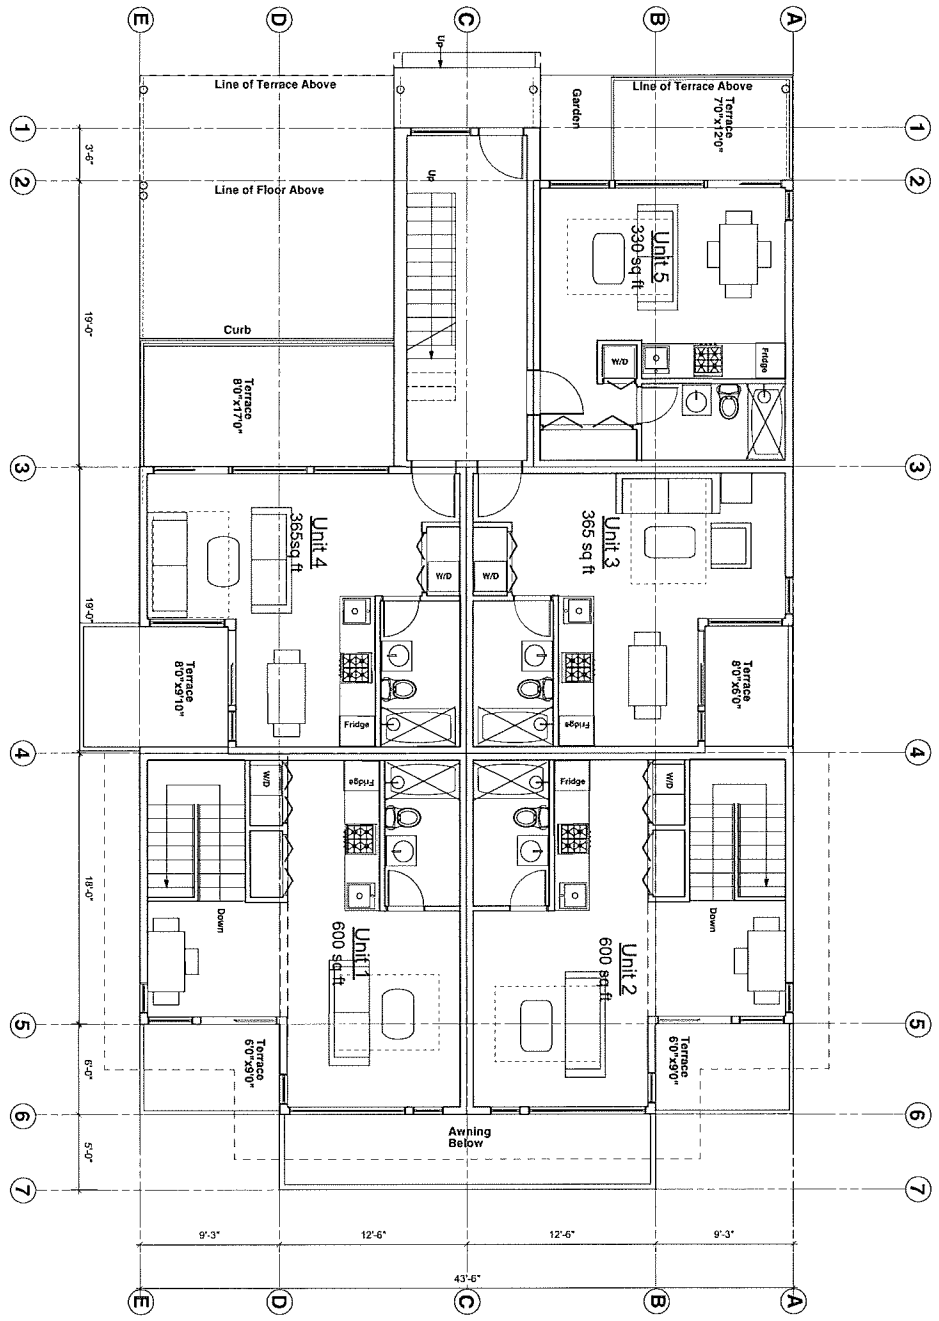 E
D
C
B
A
Up
Line of Terrace Above
Line of Terrace Above
Garden
Terrace
7'0"x12'0"
1
1
3'-6"
2
2
Up
Line of Floor Above
Unit 5
330 sq ft
19'-0"
Curb
W/D
Fridge
Terrace
8'0"x17'0"
3
3
Unit 4
365sq ft
Unit 3
365 sq ft
W/D
W/D
19'-0"
Terrace
8'0"x9'10"
Terrace
8'0"x6'0"
Fridge
Fridge
4
4
W/D
Fridge
Fridge
W/D
18'-0"
Down
Down
Unit 1
600 sq ft
Unit 2
600 sq ft
5
5
Terrace
6'0"x9'0"
Terrace
6'0"x9'0"
6'-0"
6
6
Awning
Below
5'-0"
7
7
9'-3"
12'-6"
12'-6"
9'-3"
43'-6"
E
D
C
B
A